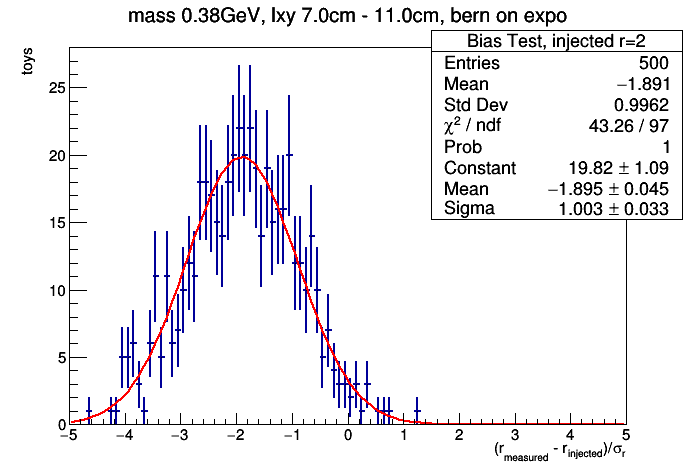 mass 0.38GeV, lxy 7.0cm - 11.0cm, bern on expo
toys
Bias Test, injected r=2
Entries 500
Mean −1.891
Std Dev 0.9962
χ² / ndf 43.26 / 97
Prob 1
Constant 19.82 ± 1.09
Mean −1.895 ± 0.045
Sigma 1.003 ± 0.033
25
20
15
10
5
0
−5 −4 −3 −2 −1 0 1 2 3 4 5
(r_measured - r_injected)/σ_r